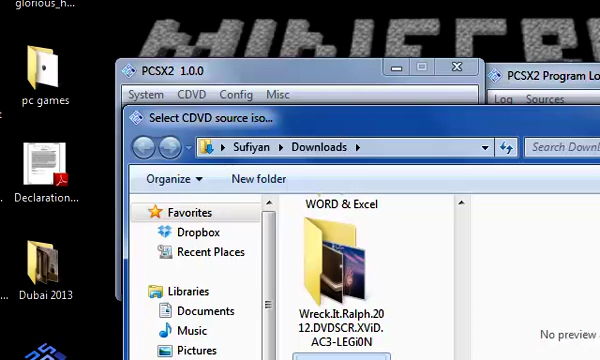 glorious_h...
MINECR
PCSX2 1.0.0
PCSX2 Program Lo
pc games
System CDVD Config Misc
Log Sources
Select CDVD source iso...
Sufiyan Downloads
Search Downl
Declaration...
Organize New folder
WORD & Excel
Favorites
Dropbox
Recent Places
Dubai 2013
Libraries
Documents
Music
Pictures
Wreck.It.Ralph.20
12.DVDSCR.XViD.
AC3-LEGi0N
No preview